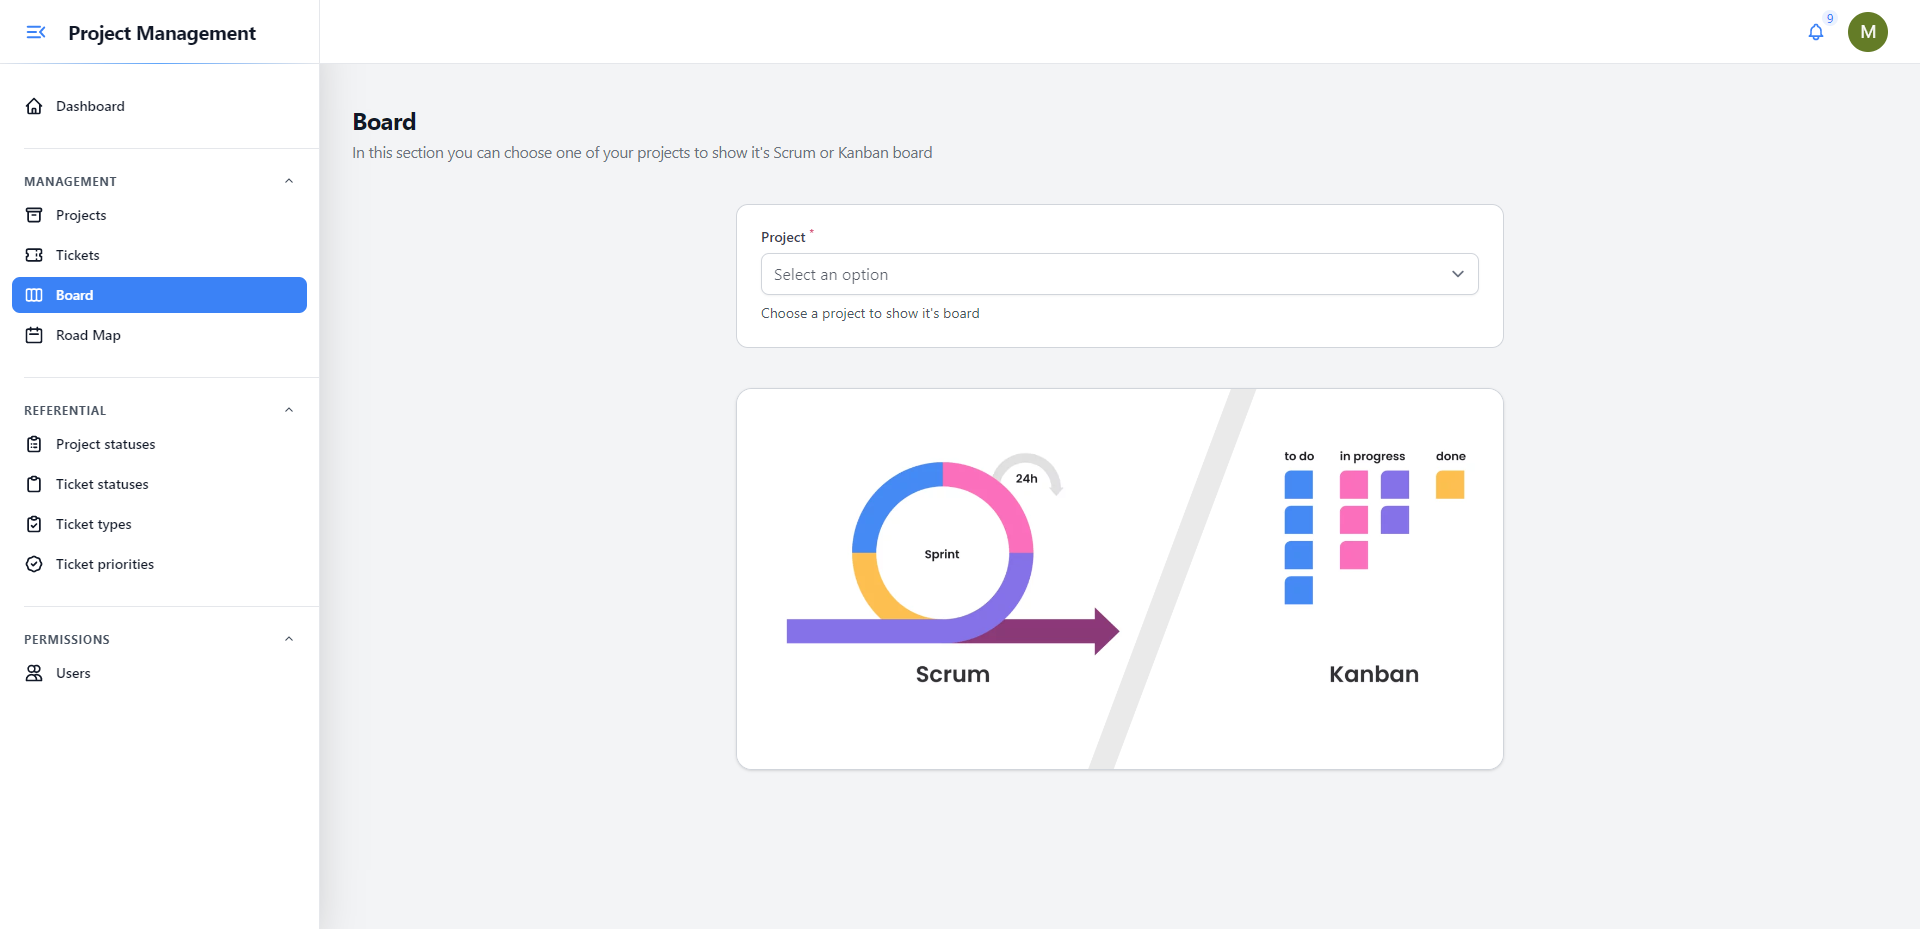 Project Management
9
M
Dashboard
MANAGEMENT
Projects
Tickets
Board
Road Map
REFERENTIAL
Project statuses
Ticket statuses
Ticket types
Ticket priorities
PERMISSIONS
Users
Board
In this section you can choose one of your projects to show it's Scrum or Kanban board
Project *
Select an option
Choose a project to show it's board
24h
Sprint
Scrum
to do in progress done
Kanban